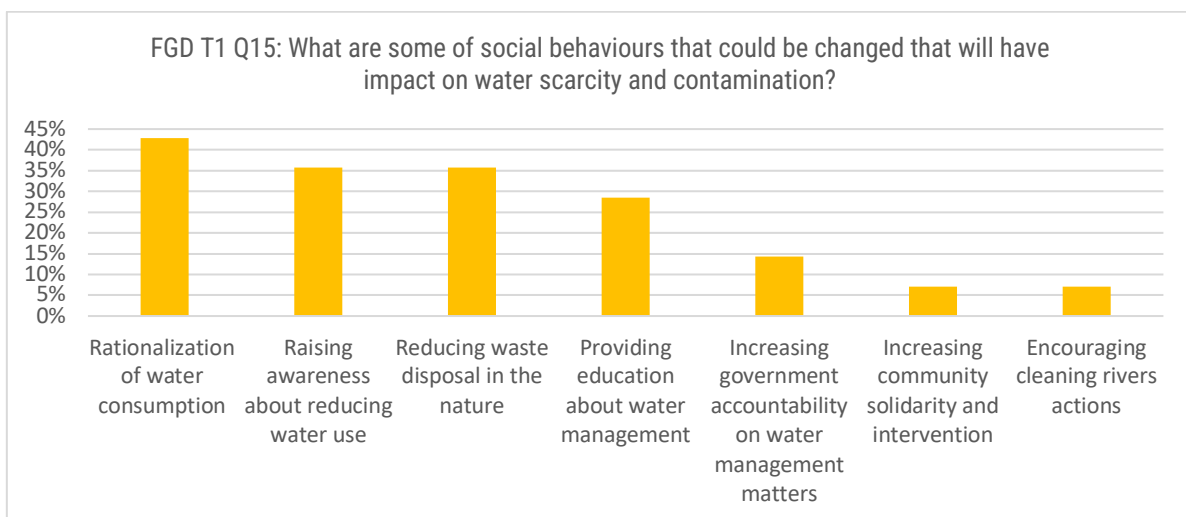 FGD T1 Q15: What are some of social behaviours that could be changed that will have
impact on water scarcity and contamination?
45%
40%
35%
30%
25%
20%
15%
10%
5%
0%
Rationalization
of water
consumption
Raising
awareness
about reducing
water use
Reducing waste
disposal in the
nature
Providing
education
about water
management
Increasing
government
accountability
on water
management
matters
Increasing
community
solidarity and
intervention
Encouraging
cleaning rivers
actions